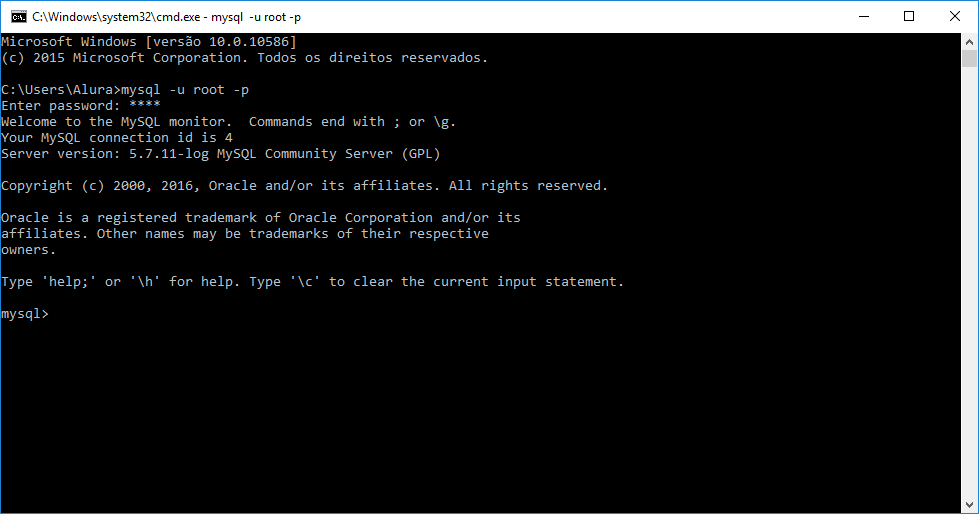 C:\Windows\system32\cmd.exe - mysql  -u root -p
Microsoft Windows [versão 10.0.10586]
(c) 2015 Microsoft Corporation. Todos os direitos reservados.
C:\Users\Alura>mysql -u root -p
Enter password: ****
Welcome to the MySQL monitor.  Commands end with ; or \g.
Your MySQL connection id is 4
Server version: 5.7.11-log MySQL Community Server (GPL)
Copyright (c) 2000, 2016, Oracle and/or its affiliates. All rights reserved.
Oracle is a registered trademark of Oracle Corporation and/or its
affiliates. Other names may be trademarks of their respective
owners.
Type 'help;' or '\h' for help. Type '\c' to clear the current input statement.
mysql>